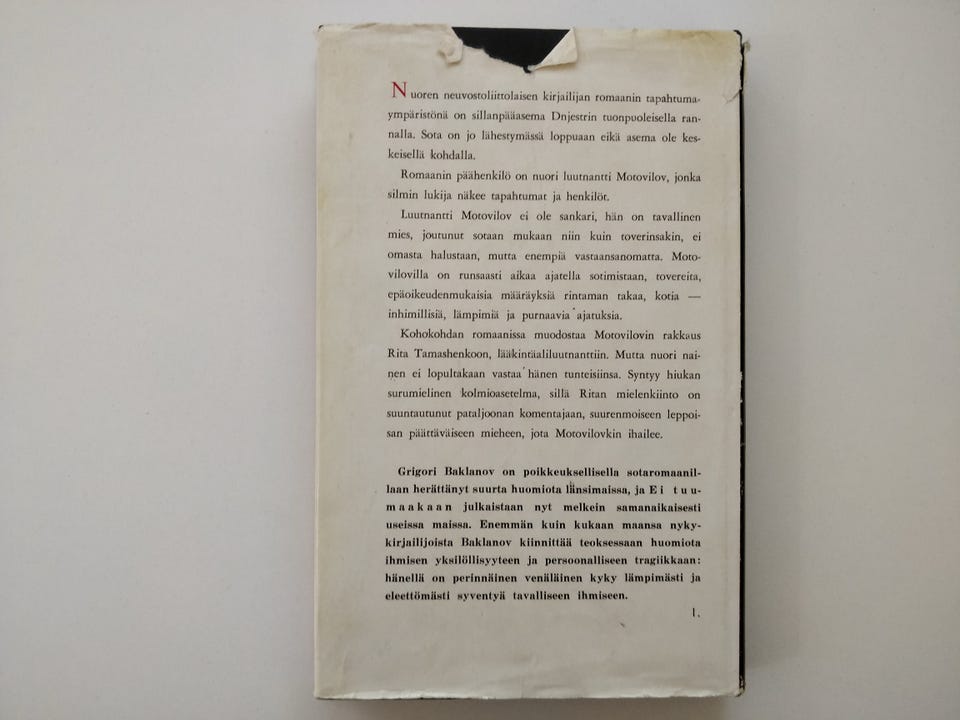 Nuoren neuvostoliittolaisen kirjailijan romaanin tapahtuma-
ympäristönä on sillanpääasema Dnjestrin tuonpuoleisella ran-
nalla. Sota on jo lähestymässä loppuaan eikä asema ole kes-
keisellä kohdalla.
Romaanin päähenkilö on nuori luutnantti Motovilov, jonka
silmin lukija näkee tapahtumat ja henkilöt.
Luutnantti Motovilov ei ole sankari, hän on tavallinen
mies, joutunut sotaan mukaan niin kuin toverinsakin, ei
omasta halustaan, mutta enempiä vastaansanomatta. Moto-
vilovilla on runsaasti aikaa ajatella sotimistaan, tovereita,
epäoikeudenmukaisia määräyksiä rintaman takaa, kotia —
inhimillisiä, lämpimiä ja purnaavia ajatuksia.
Kohokohdan romaanissa muodostaa Motovilovin rakkaus
Rita Tamashenkoon, lääkintäaliluutnanttiin. Mutta nuori nai-
nen ei lopultakaan vastaa hänen tunteisiinsa. Syntyy hiukan
surumielinen kolmioasetelma, sillä Ritan mielenkiinto on
suuntautunut pataljoonan komentajaan, suurenmoiseen leppoi-
san päättäväiseen mieheen, jota Motovilovkin ihailee.
Grigori Baklanov on poikkeuksellisella sotaromaanil-
laan herättänyt suurta huomiota länsimaissa, ja Ei tuu-
maakaan julkaistaan nyt melkein samanaikaisesti
useissa maissa. Enemmän kuin kukaan maansa nyky-
kirjailijoista Baklanov kiinnittää teoksessaan huomiota
ihmisen yksilöllisyyteen ja persoonalliseen tragiikkaan:
hänellä on perinnäinen venäläinen kyky lämpimästi ja
eleettömästi syventyä tavalliseen ihmiseen.
1.